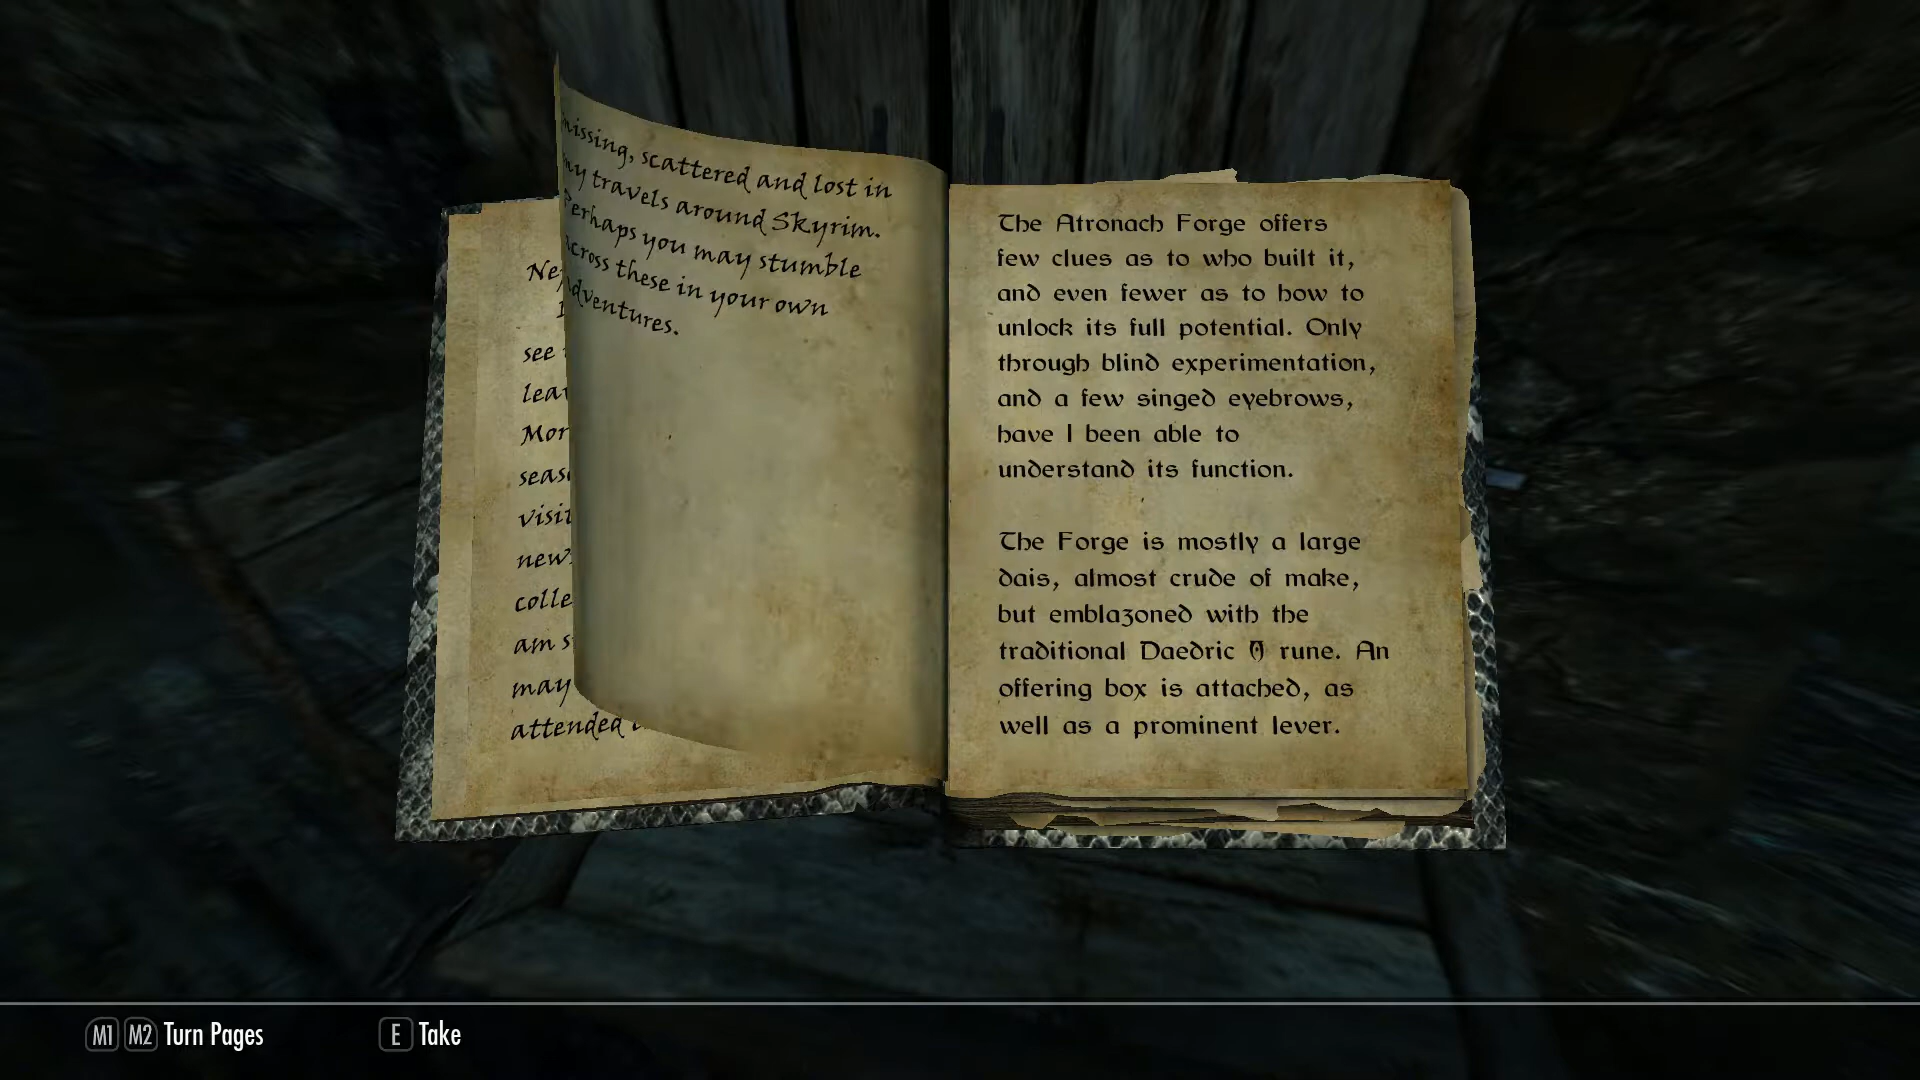 see
visit
am
may
attended
missing, scattered and lost in
my travels around Skyrim.
Perhaps you may stumble
across these in your own
adventures.
The Atronach Forge offers
few clues as to who built it,
and even fewer as to how to
unlock its full potential. Only
through blind experimentation,
and a few singed eyebrows,
have I been able to
understand its function.
The Forge is mostly a large
dais, almost crude of make,
but emblazoned with the
traditional Daedric rune. An
offering box is attached, as
well as a prominent lever.
M1 M2 Turn Pages
E Take